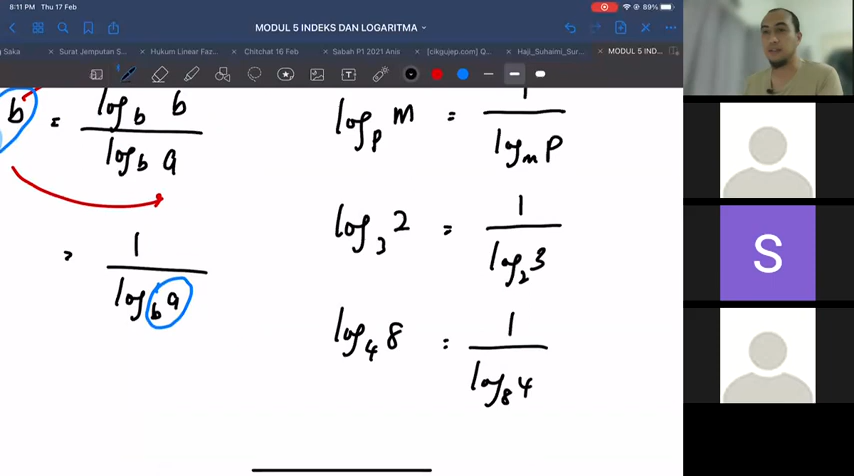 8:11 PM Thu 17 Feb
89%
MODUL 5 INDEKS DAN LOGARITMA
Saka
Surat Jemputan S...
Hukum Linear Faz...
Chitchat 16 Feb
Sabah P1 2021 Anis
[cikgujep.com] Q...
Haji_Suhaimi_Sur...
MODUL 5 IND...
b = log_b b / log_b a
= 1 / log_b a
log_p m = 1 / log_m p
log_3 2 = 1 / log_2 3
log_4 8 = 1 / log_8 4
S